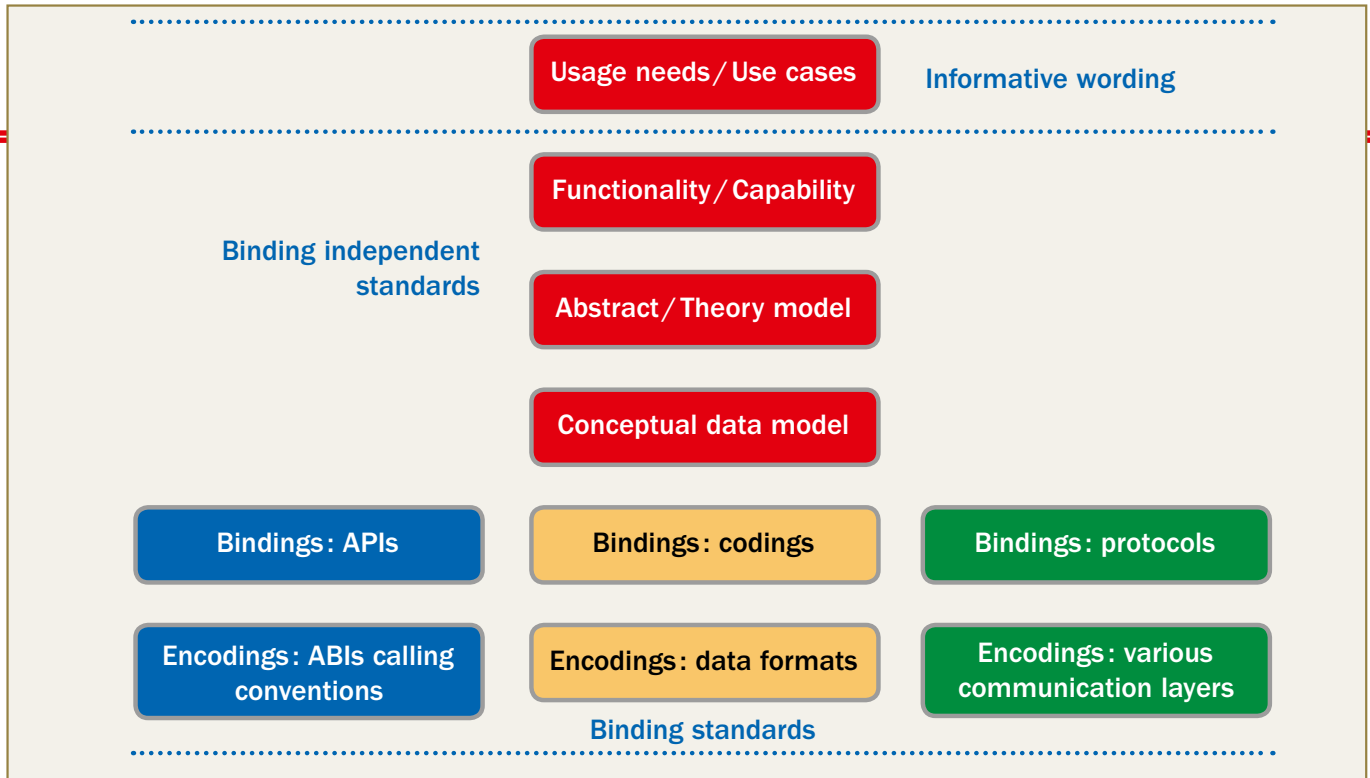 Usage needs / Use cases
Informative wording
Functionality / Capability
Binding independent
standards
Abstract / Theory model
Conceptual data model
Bindings : APIs
Bindings : codings
Bindings : protocols
Encodings : ABIs calling
conventions
Encodings : data formats
Encodings : various
communication layers
Binding standards